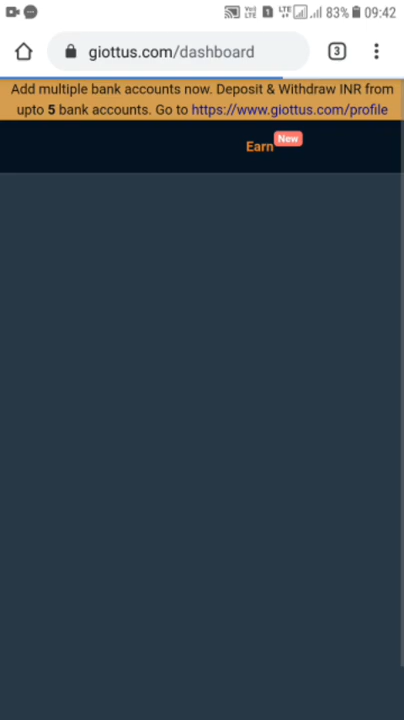 83% 09:42
giottus.com/dashboard
3
Add multiple bank accounts now. Deposit & Withdraw INR from
upto 5 bank accounts. Go to https://www.giottus.com/profile
Earn New